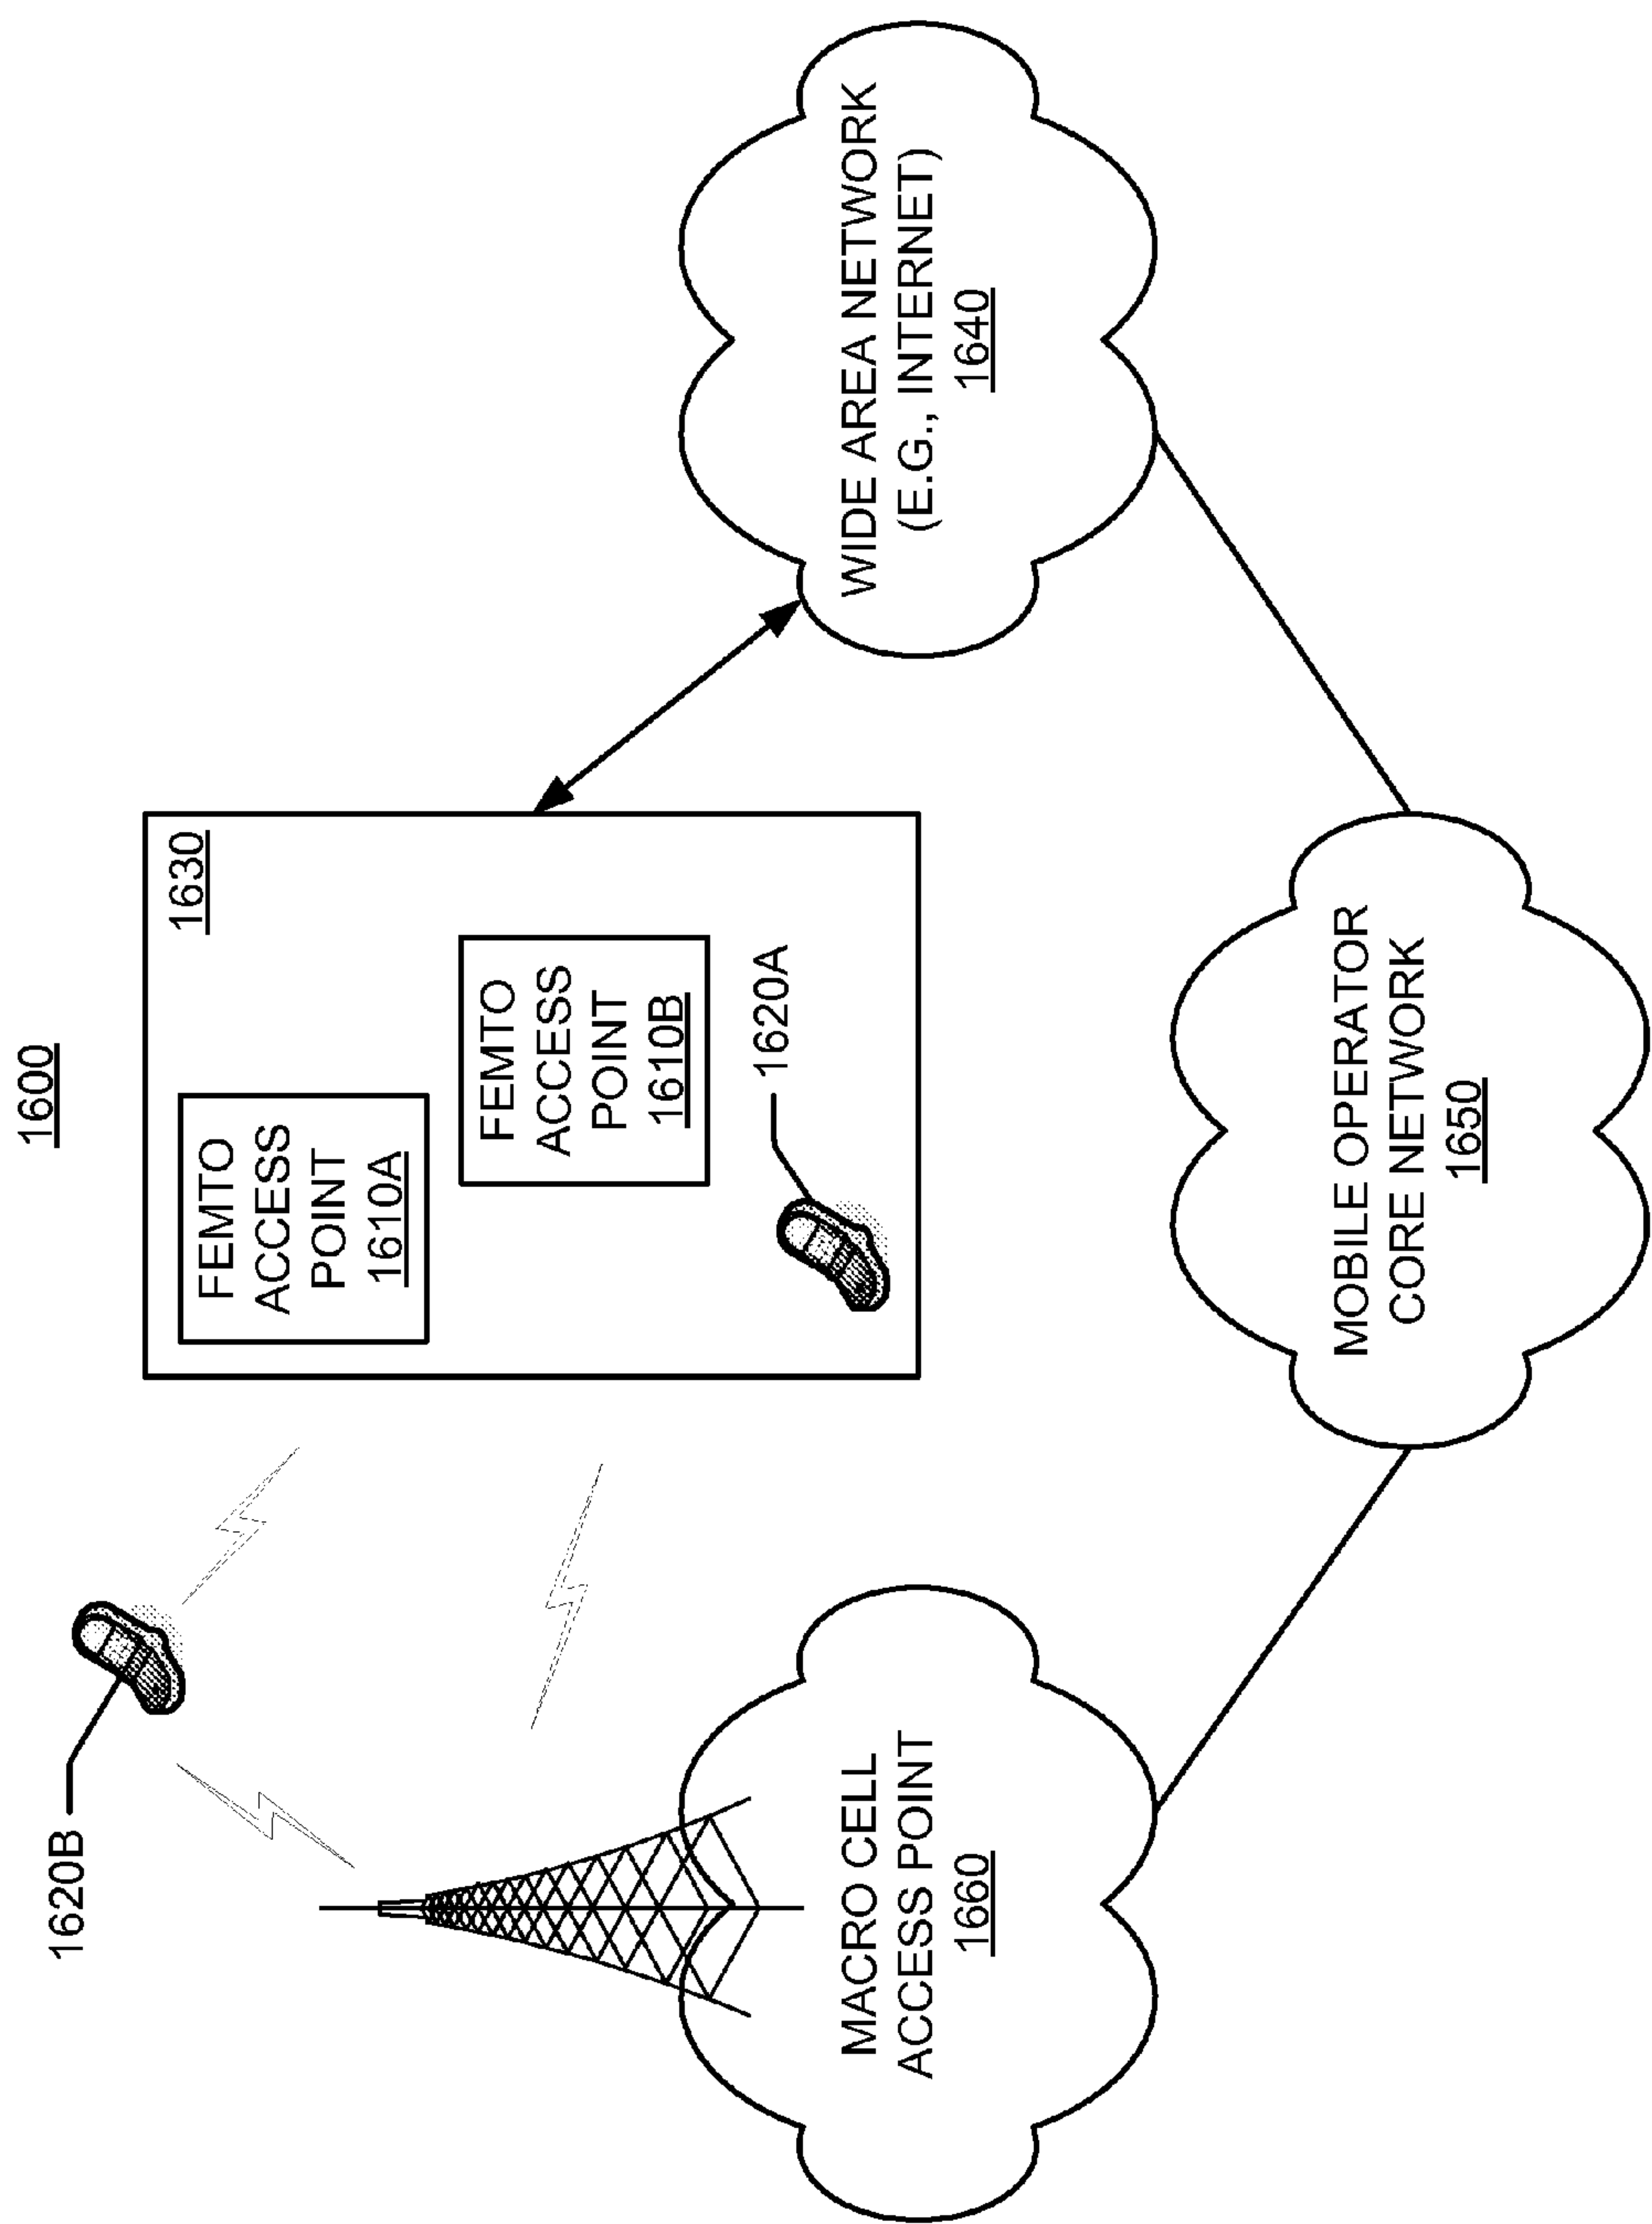 1600
1620B
FEMTO
ACCESS
POINT
1610A
1630
FEMTO
ACCESS
POINT
1610B
1620A
MACRO CELL
ACCESS POINT
1660
WIDE AREA NETWORK
(E.G., INTERNET)
1640
MOBILE OPERATOR
CORE NETWORK
1650